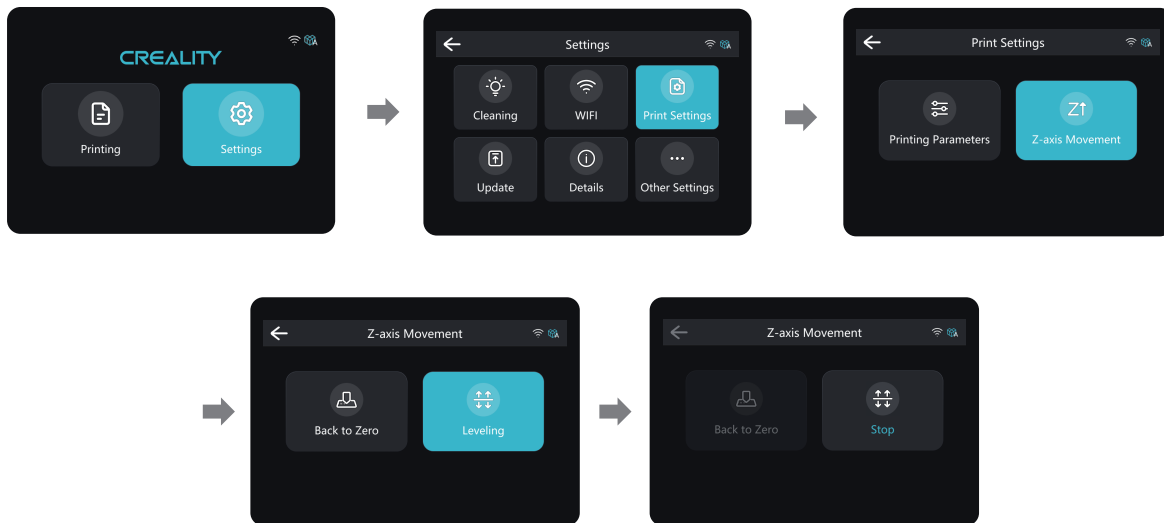 CREALITY
Printing
Settings
Settings
Cleaning
WIFI
Print Settings
Update
Details
Other Settings
Print Settings
Printing Parameters
Z-axis Movement
Z-axis Movement
Back to Zero
Leveling
Z-axis Movement
Back to Zero
Stop